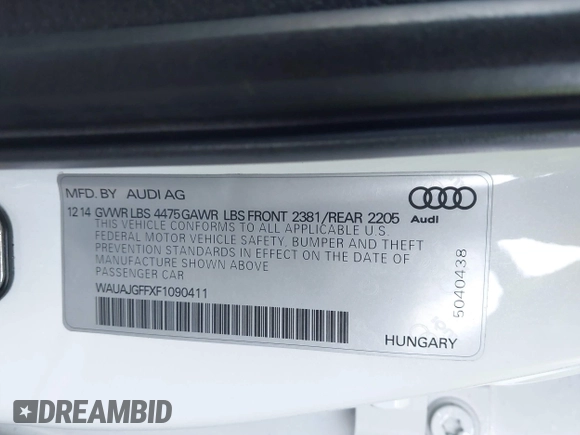 MFD. BY AUDI AG
12 14 GVWR LBS 4475 GAWR LBS FRONT 2381/REAR 2205
Audi
THIS VEHICLE CONFORMS TO ALL APPLICABLE U.S.
FEDERAL MOTOR VEHICLE SAFETY, BUMPER AND THEFT
PREVENTION STANDARDS IN EFFECT ON THE DATE OF
MANUFACTURE SHOWN ABOVE
PASSENGER CAR
WAUAJGFFXF1090411
5040438
HUNGARY
DREAMBID